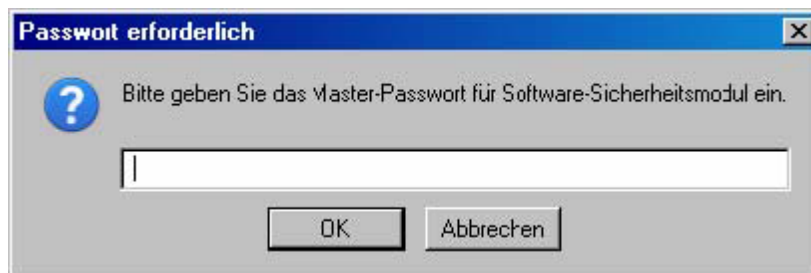 Passwort erforderlich
Bitte geben Sie das Master-Passwort für Software-Sicherheitsmodul ein.
OK
Abbrechen